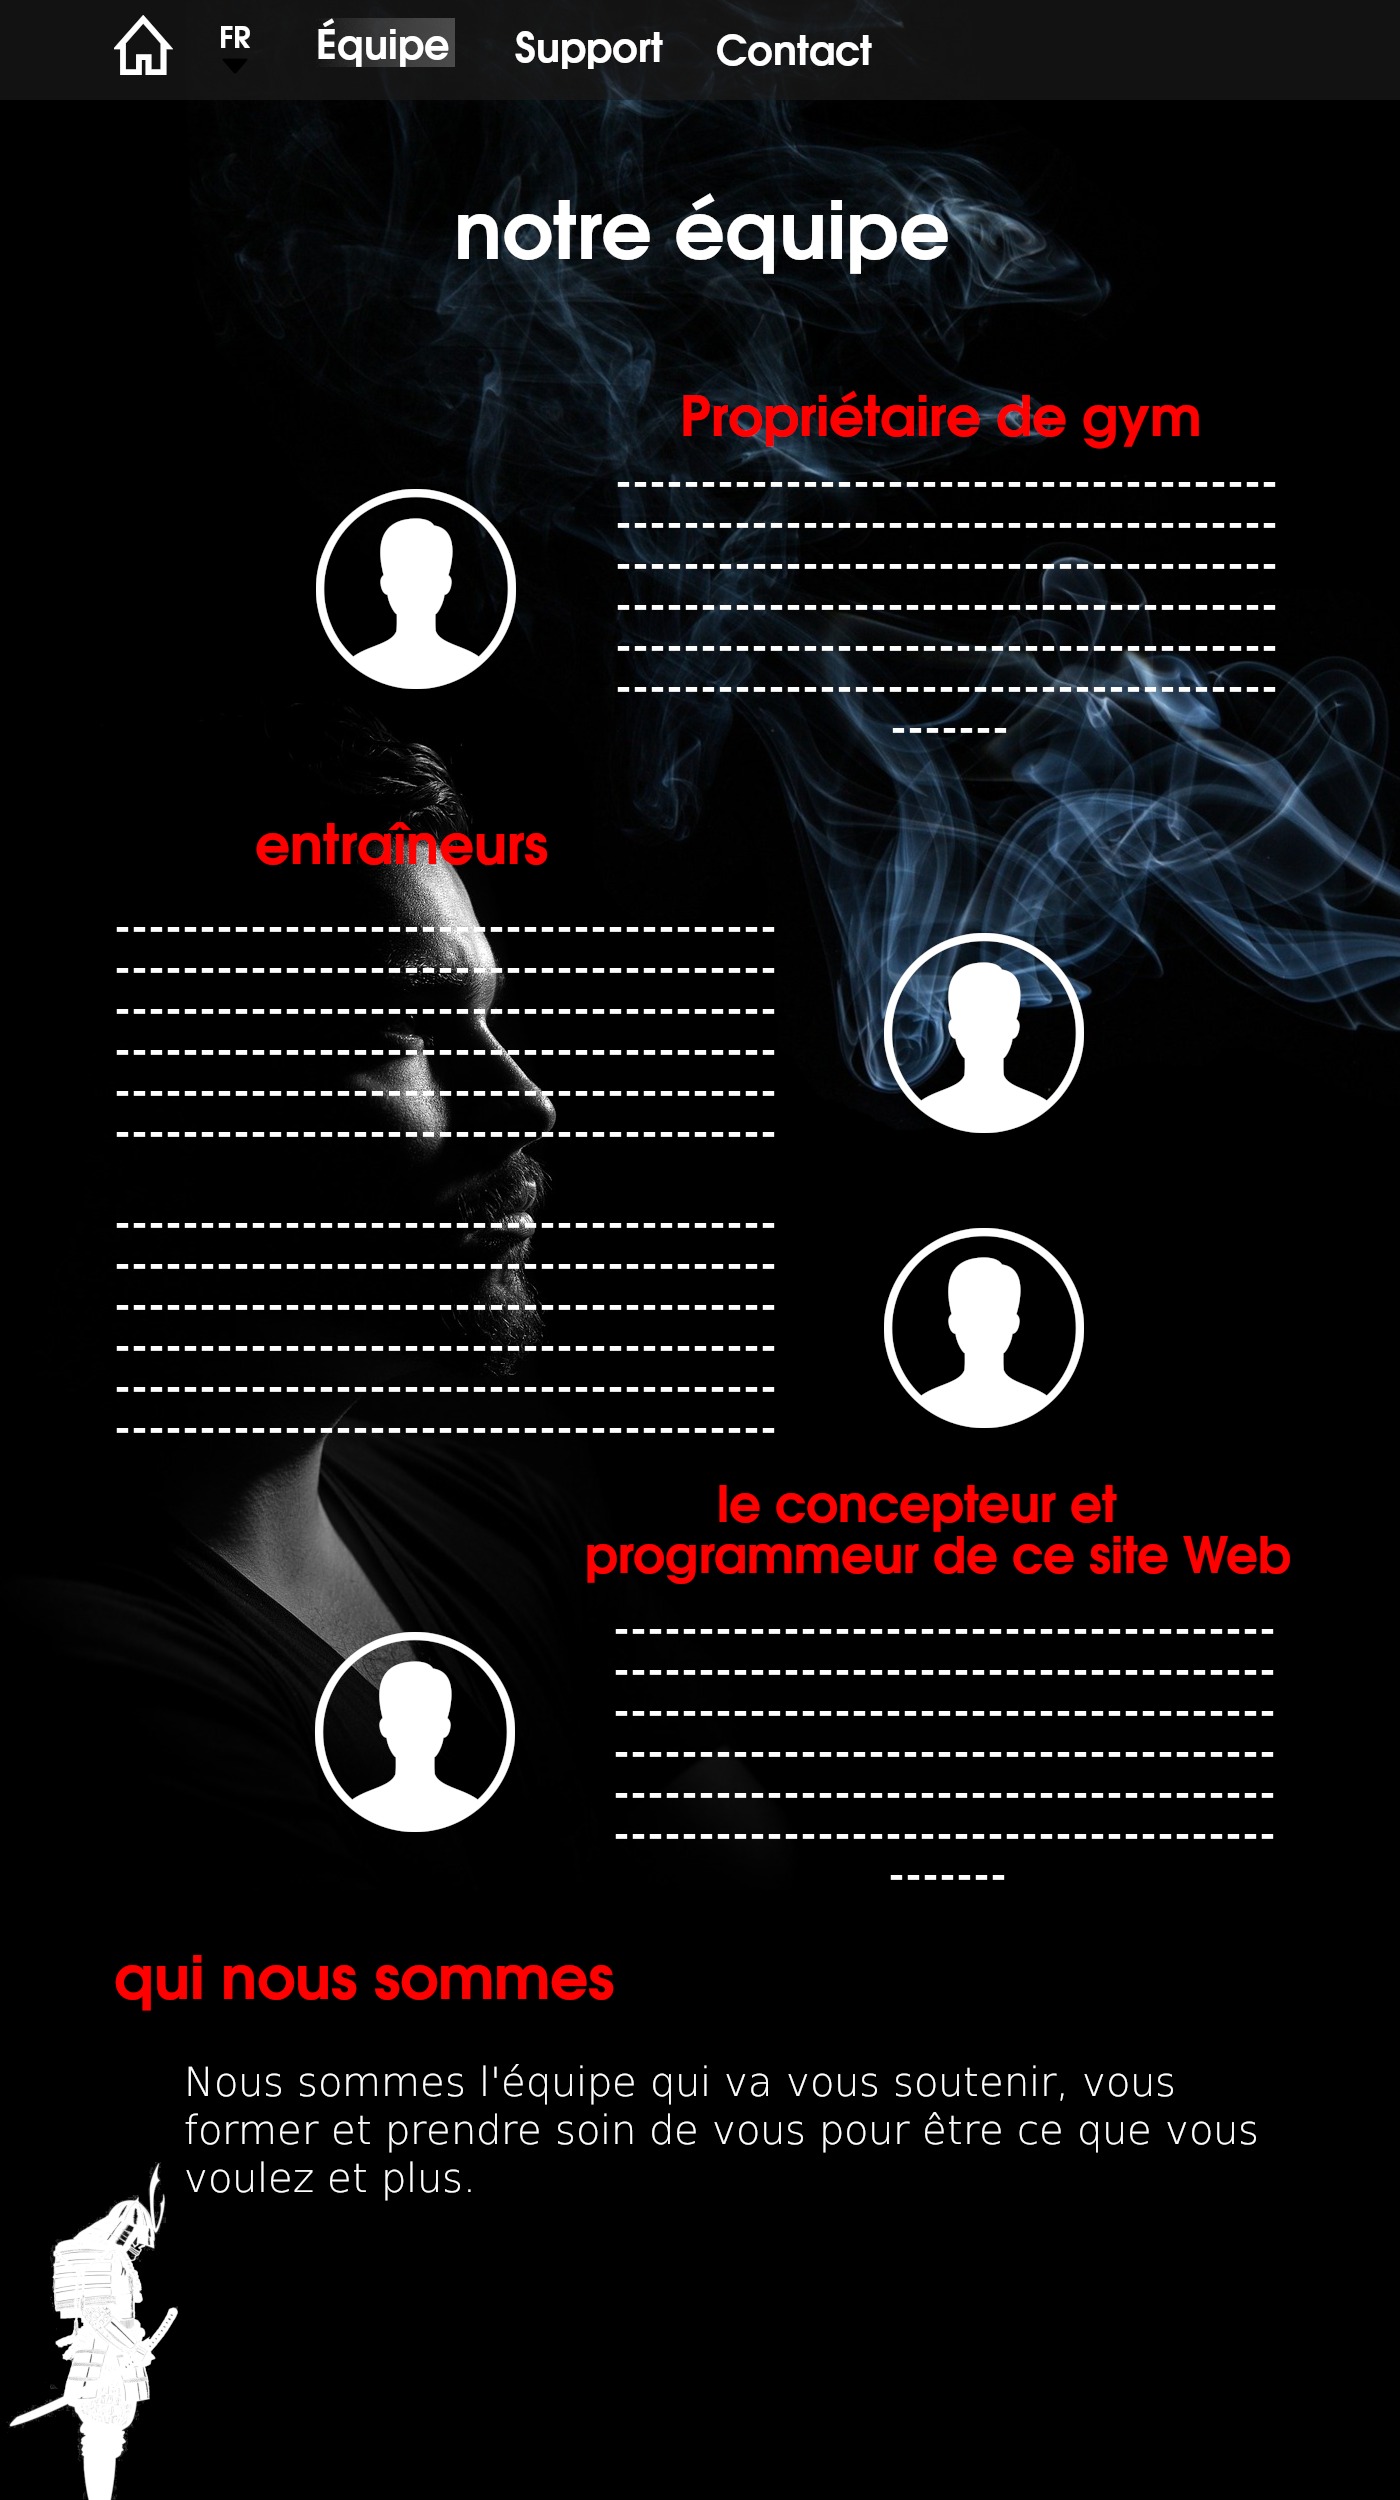 FR
Équipe
Support
Contact
notre équipe
Propriétaire de gym
---------------------------------------
---------------------------------------
---------------------------------------
---------------------------------------
---------------------------------------
---------------------------------------
-------
entraîneurs
---------------------------------------
---------------------------------------
---------------------------------------
---------------------------------------
---------------------------------------
---------------------------------------
---------------------------------------
---------------------------------------
---------------------------------------
---------------------------------------
---------------------------------------
---------------------------------------
le concepteur et
programmeur de ce site Web
---------------------------------------
---------------------------------------
---------------------------------------
---------------------------------------
---------------------------------------
---------------------------------------
-------
qui nous sommes
Nous sommes l'équipe qui va vous soutenir, vous
former et prendre soin de vous pour être ce que vous
voulez et plus.